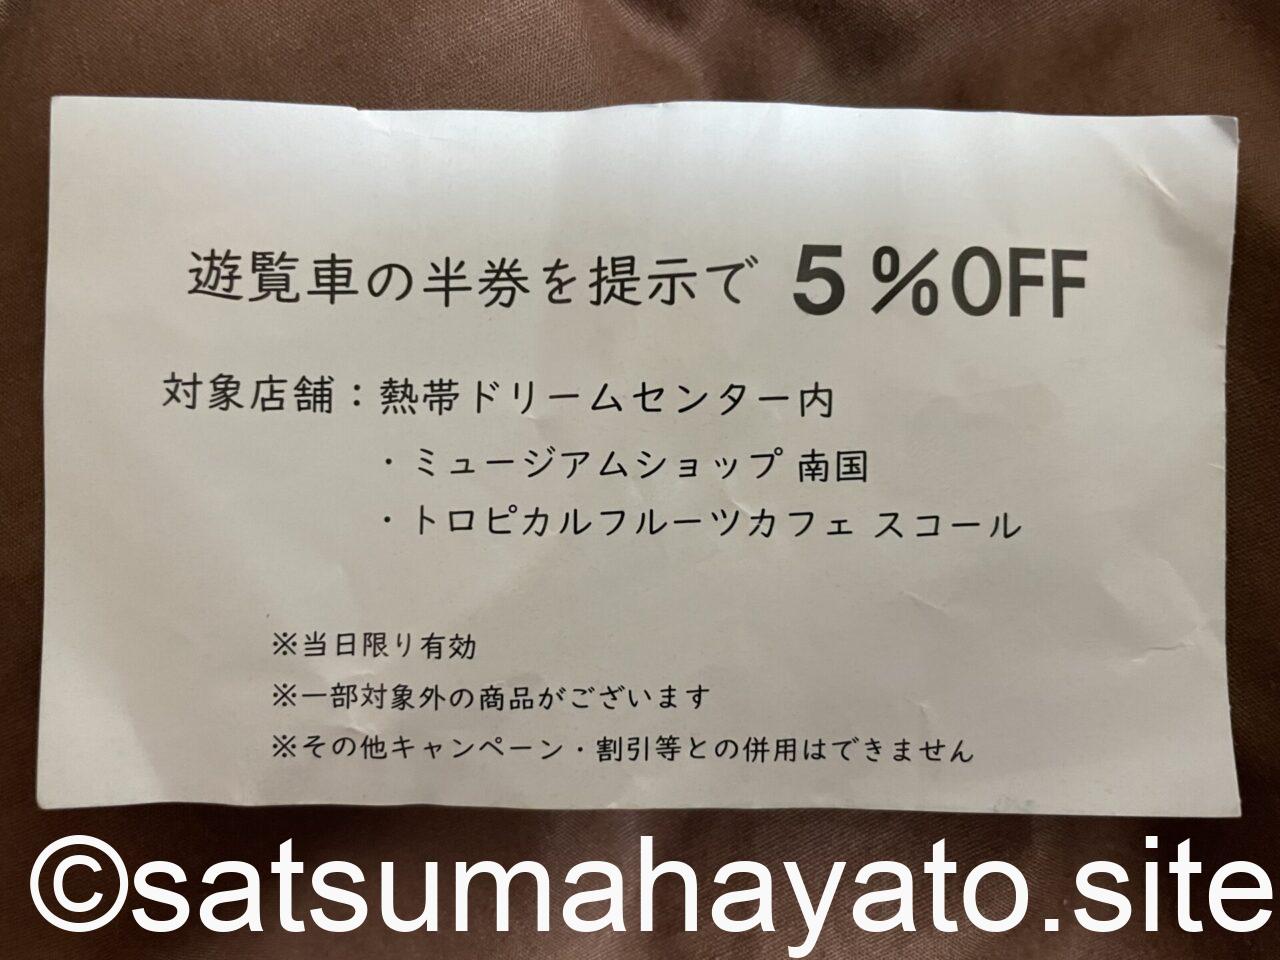 遊覧車の半券を提示で 5%OFF
対象店舗：熱帯ドリームセンター内
・ミュージアムショップ 南国
・トロピカルフルーツカフェ スコール
※当日限り有効
※一部対象外の商品がございます
※その他キャンペーン・割引等との併用はできません
©satsumahayato.site